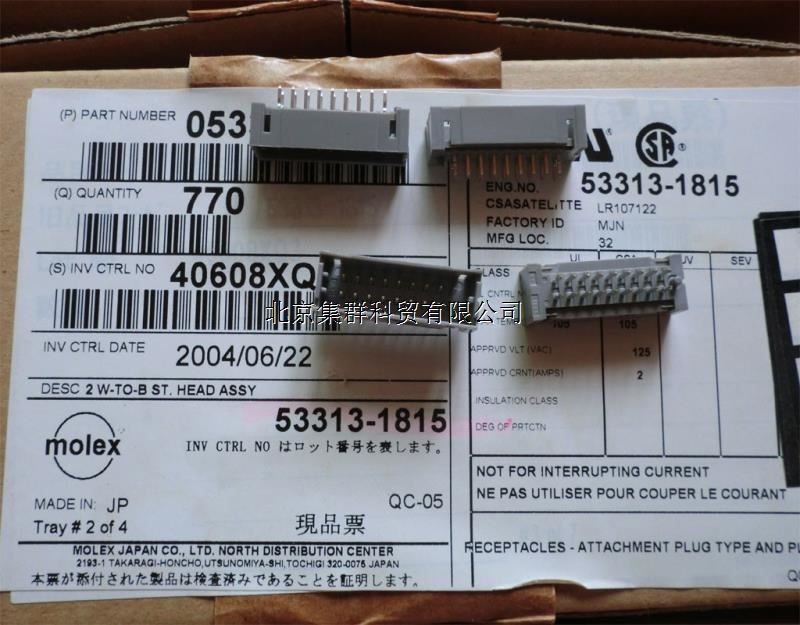 (P) PART NUMBER 053
(Q) QUANTITY 770
(S) INV CTRL NO 40608XQ
INV CTRL DATE 2004/06/22
DESC 2 W-TO-B ST. HEAD ASSY
53313-1815
molex
INV CTRL NO はロット番号を表します.
MADE IN: JP
QC-05
Tray # 2 of 4
現品票
MOLEX JAPAN CO., LTD. NORTH DISTRIBUTION CENTER
2193-1 TAKARAGI-HONCHO,UTSUNOMIYA-SHI,TOCHIGI 320-0075 JAPAN
本票が添付された製品は検査済みであることを証明します.
ENG.NO. 53313-1815
CSASATELITTE LR107122
FACTORY ID MJN
MFG LOC. 32
UL CSA TUV SEV
CLASS
105 105
APPRVD VLT (VAC) 125
APPRVD CRNT(AMPS) 2
INSULATION CLASS
DEG OF PRTCTN
NOT FOR INTERRUPTING CURRENT
NE PAS UTILISER POUR COUPER LE COURANT
RECEPTACLES - ATTACHMENT PLUG TYPE AND PL
北京集群科贸有限公司